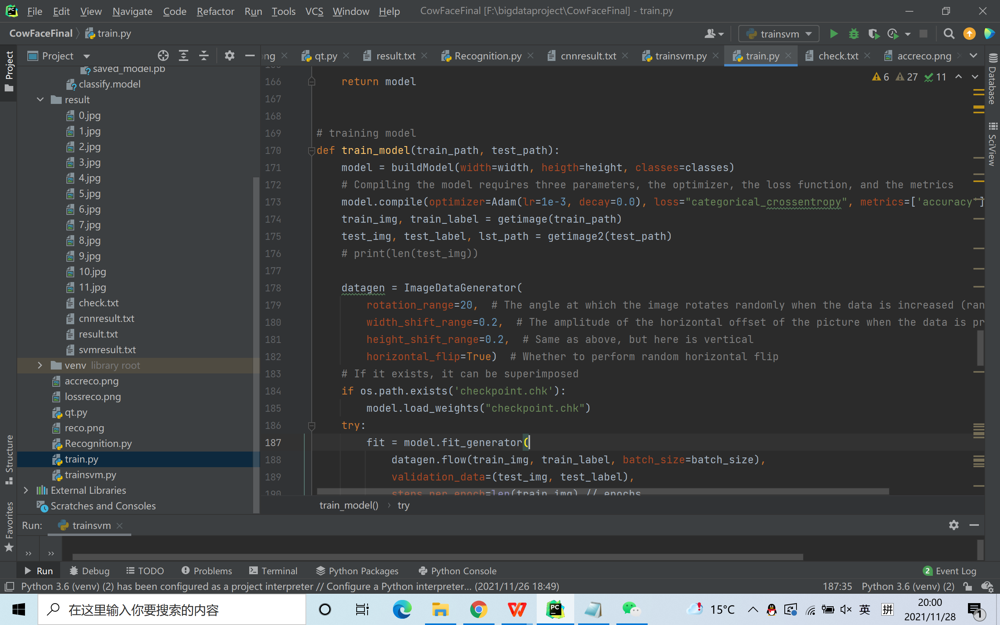 File Edit View Navigate Code Refactor Run Tools VCS Window Help CowFaceFinal [F:\bigdataproject\CowFaceFinal] - train.py
CowFaceFinal train.py trainsvm
Project
ng qt.py result.txt Recognition.py cnnresult.txt trainsvm.py train.py check.txt accreco.png
6 27 11
Project
Structure
Favorites
Database
SciView
saved_model.pb
classify.model
result
0.jpg
1.jpg
2.jpg
3.jpg
4.jpg
5.jpg
6.jpg
7.jpg
8.jpg
9.jpg
10.jpg
11.jpg
check.txt
cnnresult.txt
result.txt
svmresult.txt
venv library root
accreco.png
lossreco.png
qt.py
reco.png
Recognition.py
train.py
trainsvm.py
External Libraries
Scratches and Consoles
166 return model
167
168
169 # training model
170 def train_model(train_path, test_path):
171 model = buildModel(width=width, heigth=height, classes=classes)
172 # Compiling the model requires three parameters, the optimizer, the loss function, and the metrics
173 model.compile(optimizer=Adam(lr=1e-3, decay=0.0), loss="categorical_crossentropy", metrics=['accuracy']
174 train_img, train_label = getimage(train_path)
175 test_img, test_label, lst_path = getimage2(test_path)
176 # print(len(test_img))
177
178 datagen = ImageDataGenerator(
179 rotation_range=20, # The angle at which the image rotates randomly when the data is increased (ran
180 width_shift_range=0.2, # The amplitude of the horizontal offset of the picture when the data is pr
181 height_shift_range=0.2, # Same as above, but here is vertical
182 horizontal_flip=True) # Whether to perform random horizontal flip
183 # If it exists, it can be superimposed
184 if os.path.exists('checkpoint.chk'):
185 model.load_weights("checkpoint.chk")
186 try:
187 fit = model.fit_generator(
188 datagen.flow(train_img, train_label, batch_size=batch_size),
189 validation_data=(test_img, test_label),
190 steps_per_epoch=len(train_img) // epochs
train_model() › try
Run: trainsvm
Run Debug TODO Problems Terminal Python Packages Python Console 2 Event Log
Python 3.6 (venv) (2) has been configured as a project interpreter // Configure a Python interpreter... (2021/11/26 18:49) 187:35 Python 3.6 (venv) (2)
在这里输入你要搜索的内容 15°C 英 拼 20:00
2021/11/28 1